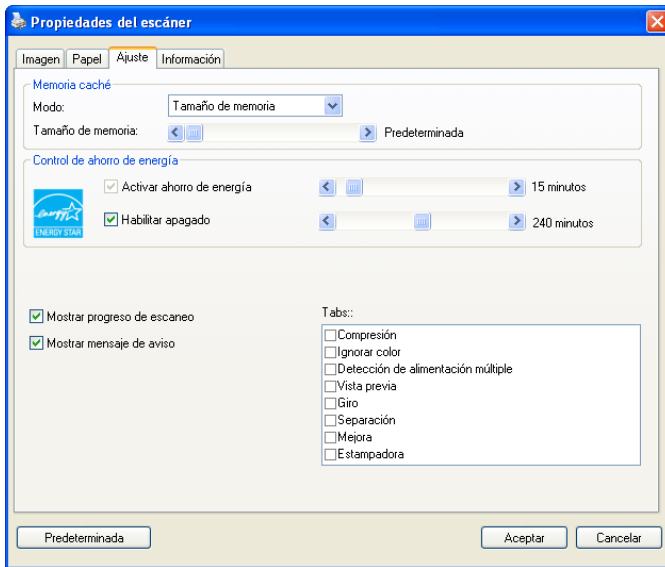 Propiedades del escáner
Imagen Papel Ajuste Información
Memoria caché
Modo: Tamaño de memoria
Tamaño de memoria: Predeterminada
Control de ahorro de energía
energy ENERGY STAR
Activar ahorro de energía 15 minutos
Habilitar apagado 240 minutos
Mostrar progreso de escaneo
Mostrar mensaje de aviso
Tabs::
Compresión
Ignorar color
Detección de alimentación múltiple
Vista previa
Giro
Separación
Mejora
Estampadora
Predeterminada Aceptar Cancelar